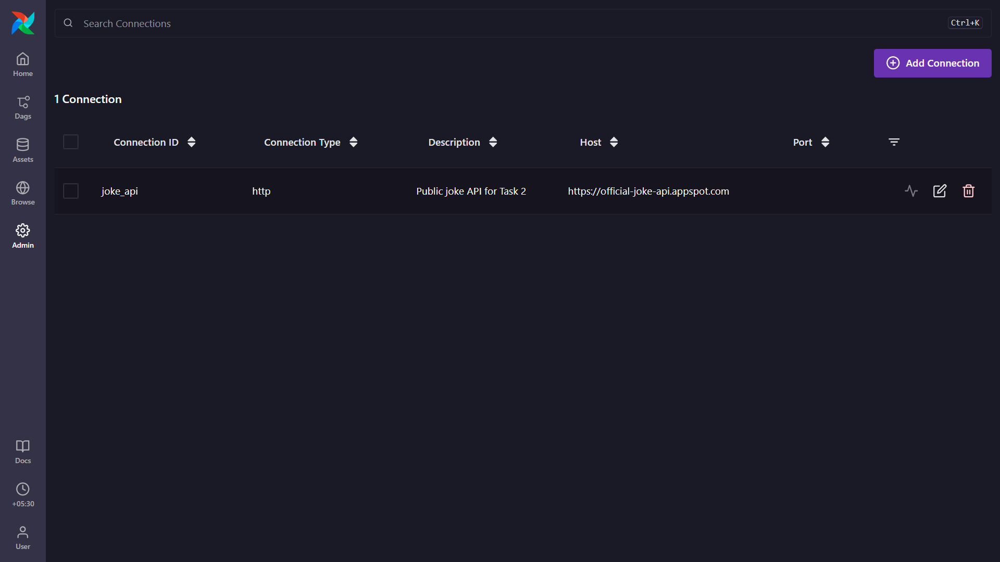 Search Connections
Ctrl+K
Home
Add Connection
Dags
1 Connection
Assets
Connection ID Connection Type Description Host Port
Browse
joke_api http Public joke API for Task 2 https://official-joke-api.appspot.com
Admin
Docs
+05:30
User